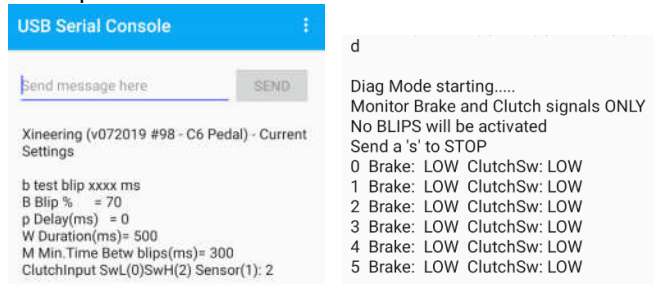 USB Serial Console
Send message here
SEND
Xineering (v072019 #98 - C6 Pedal) - Current
Settings
b test blip xxxx ms
B Blip % = 70
p Delay(ms) = 0
W Duration(ms)= 500
M Min.Time Betw blips(ms)= 300
ClutchInput SwL(0)SwH(2) Sensor(1): 2
d
Diag Mode starting.....
Monitor Brake and Clutch signals ONLY
No BLIPS will be activated
Send a 's' to STOP
0 Brake: LOW ClutchSw: LOW
1 Brake: LOW ClutchSw: LOW
2 Brake: LOW ClutchSw: LOW
3 Brake: LOW ClutchSw: LOW
4 Brake: LOW ClutchSw: LOW
5 Brake: LOW ClutchSw: LOW